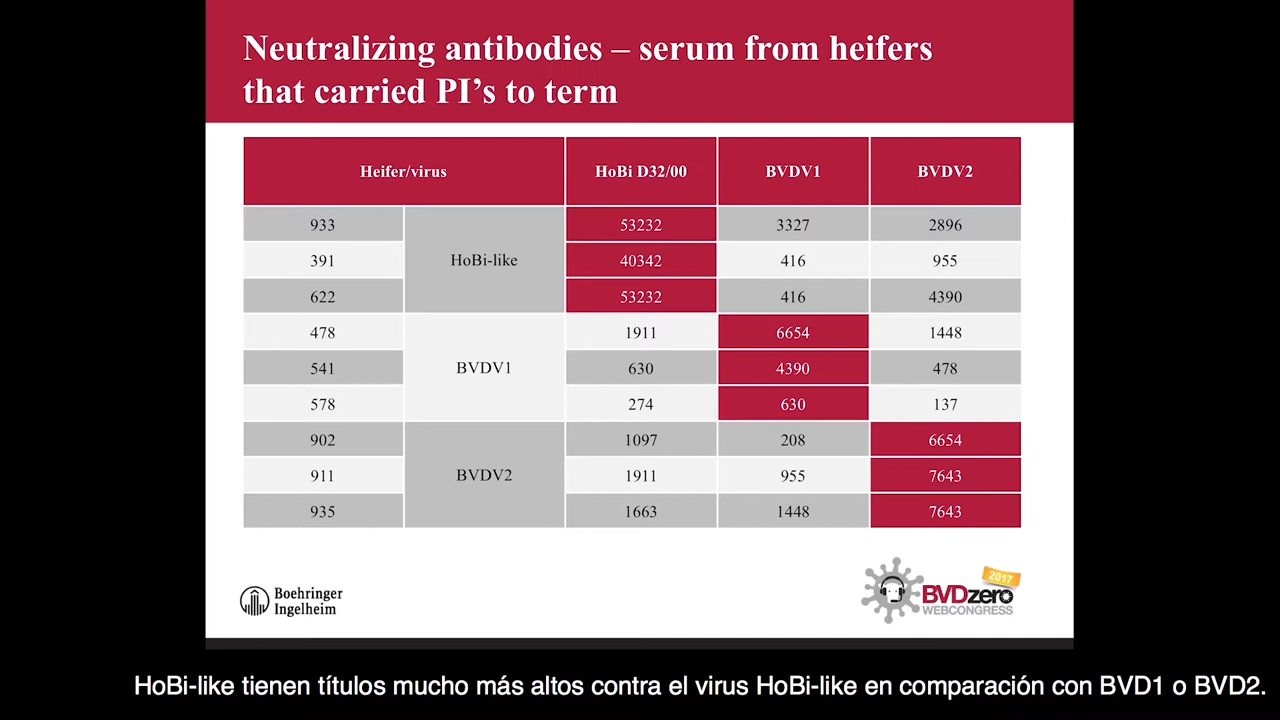 Neutralizing antibodies – serum from heifers
that carried PI's to term
Heifer/virus HoBi D32/00 BVDV1 BVDV2
933 HoBi-like 53232 3327 2896
391 40342 416 955
622 53232 416 4390
478 BVDV1 1911 6654 1448
541 630 4390 478
578 274 630 137
902 BVDV2 1097 208 6654
911 1911 955 7643
935 1663 1448 7643
Boehringer
Ingelheim
2017
BVDzero
WEBCONGRESS
HoBi-like tienen títulos mucho más altos contra el virus HoBi-like en comparación con BVD1 o BVD2.